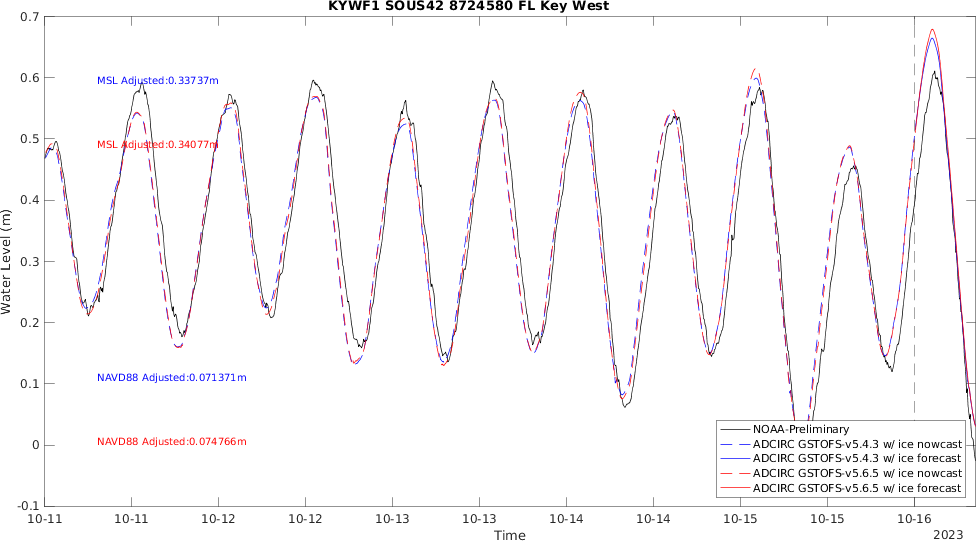 KYWF1 SOUS42 8724580 FL Key West
0.7
0.6
0.5
0.4
0.3
0.2
0.1
0
-0.1
Water Level (m)
MSL Adjusted:0.33737m
MSL Adjusted:0.34077m
NAVD88 Adjusted:0.071371m
NAVD88 Adjusted:0.074766m
NOAA-Preliminary
ADCIRC GSTOFS-v5.4.3 w/ ice nowcast
ADCIRC GSTOFS-v5.4.3 w/ ice forecast
ADCIRC GSTOFS-v5.6.5 w/ ice nowcast
ADCIRC GSTOFS-v5.6.5 w/ ice forecast
10-11 10-11 10-12 10-12 10-13 10-13 10-14 10-14 10-15 10-15 10-16
Time
2023